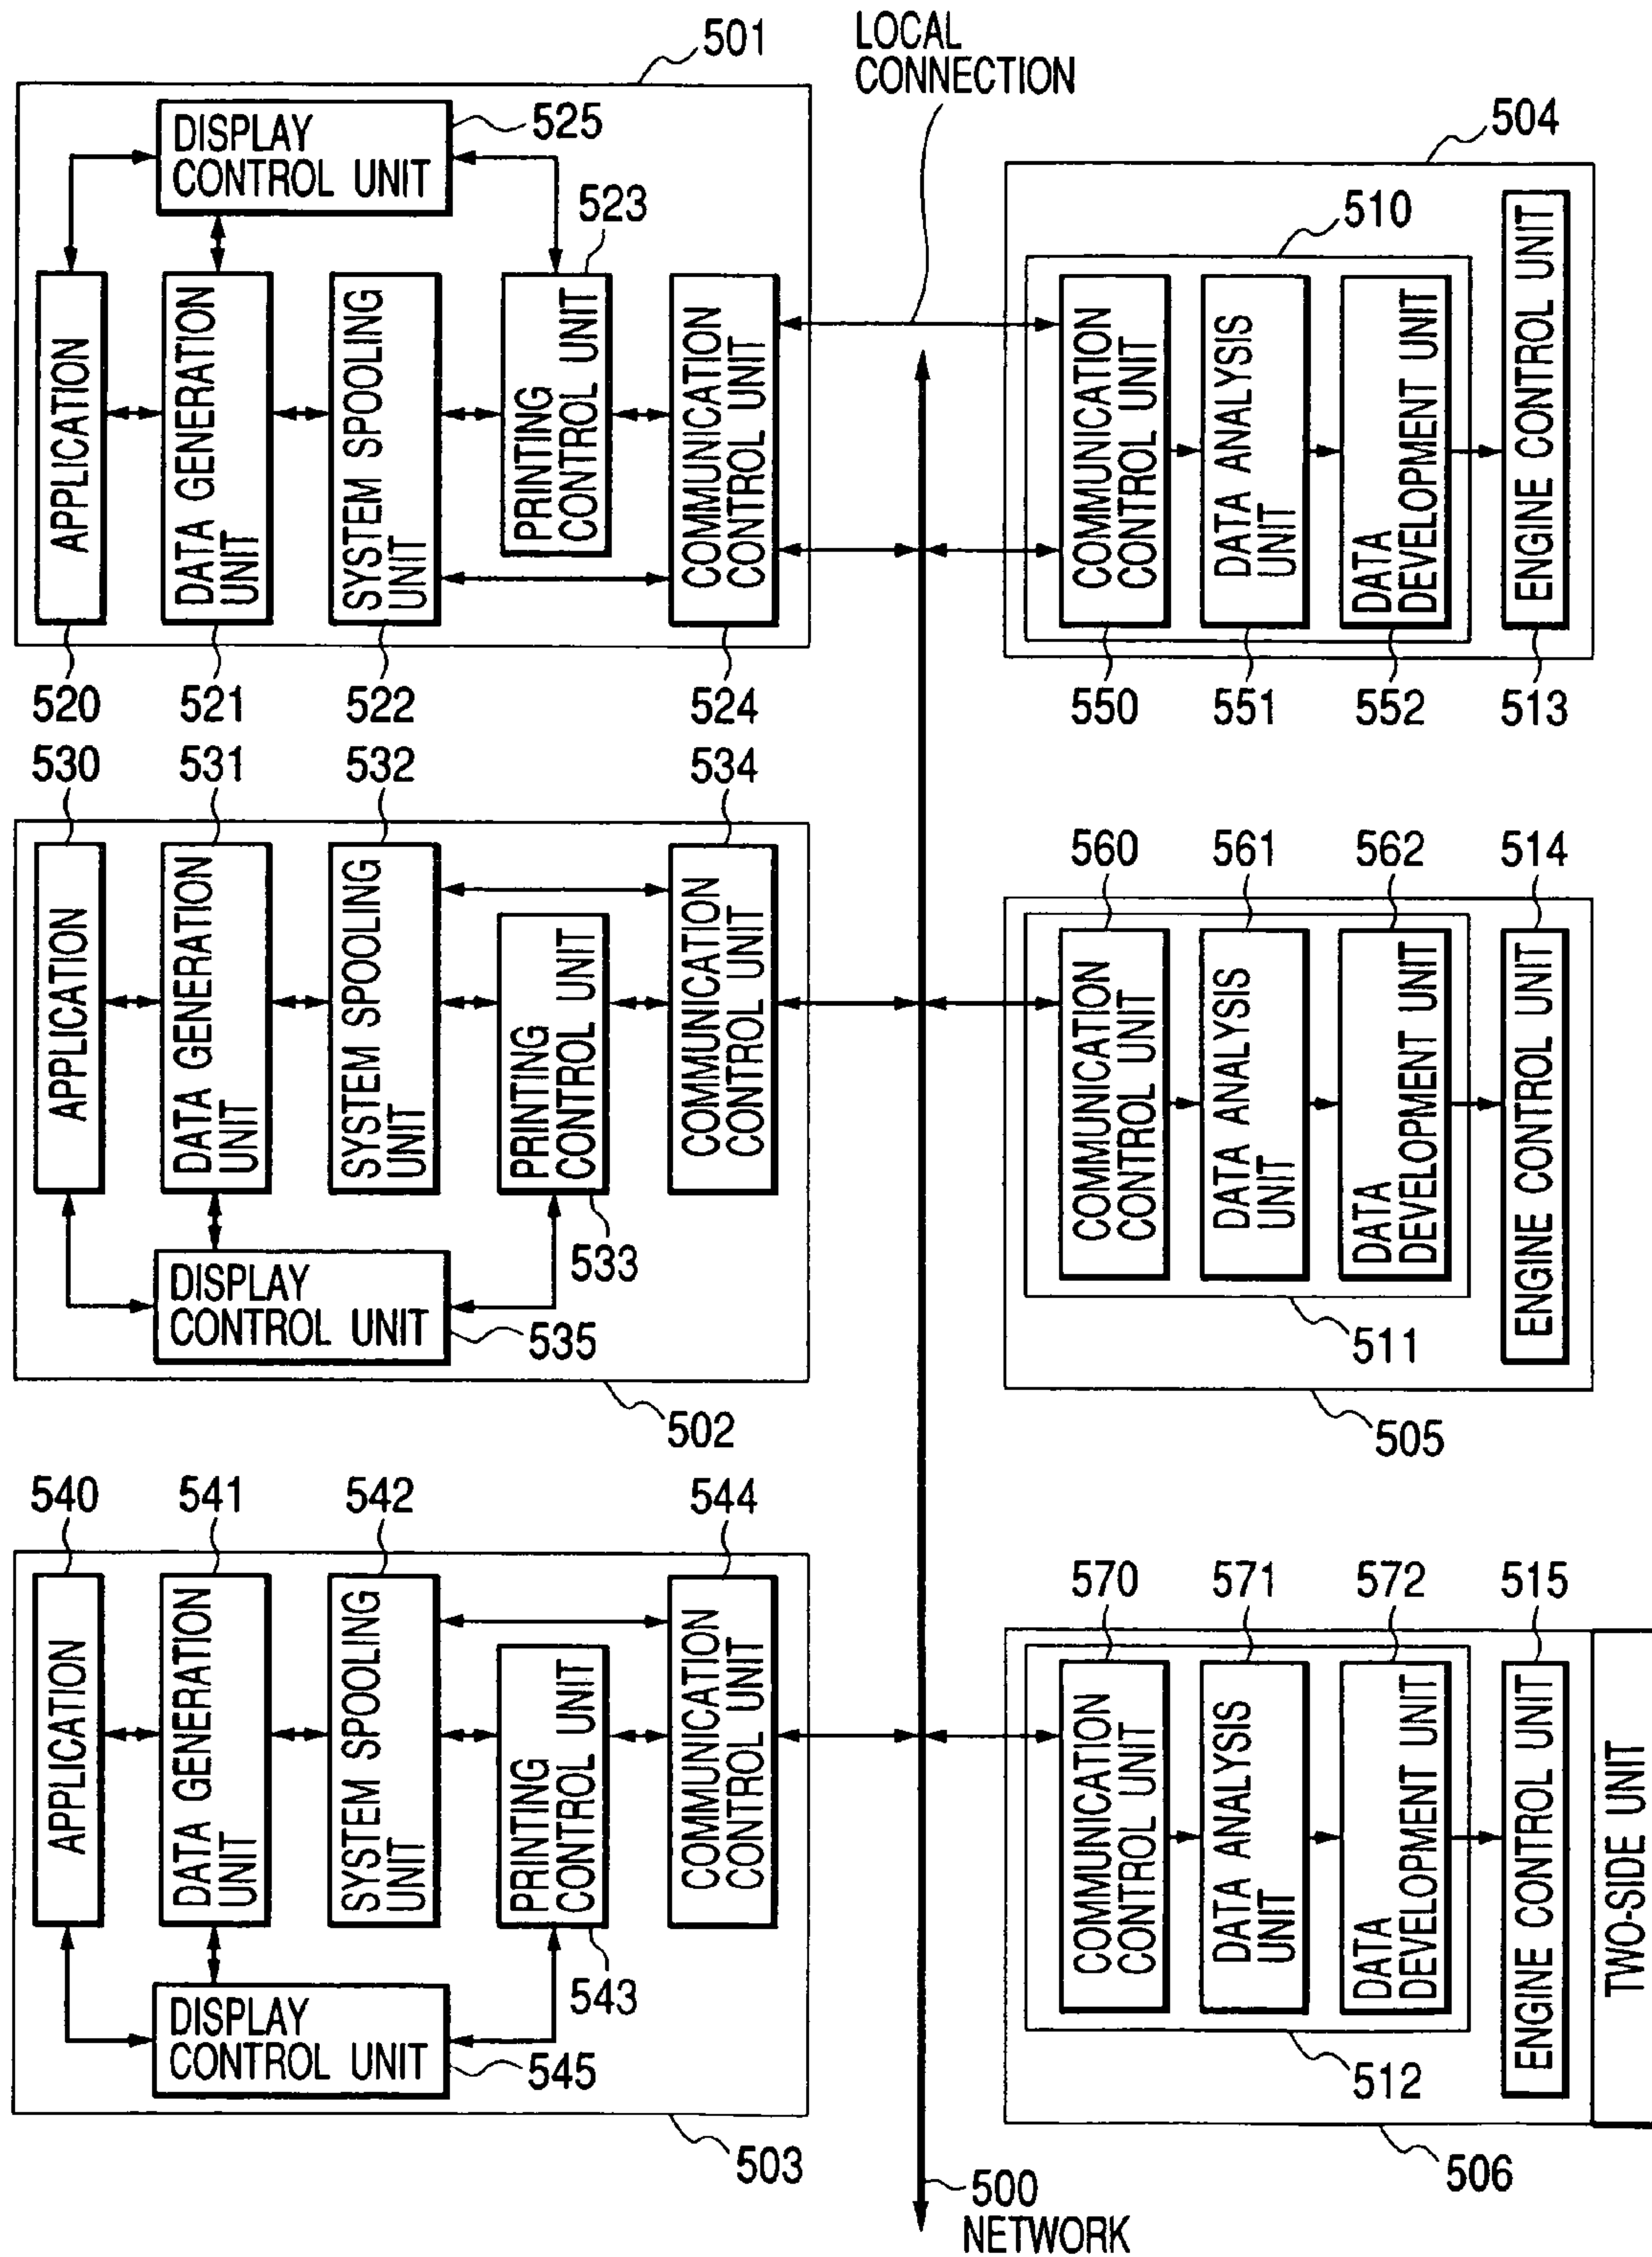 LOCAL
CONNECTION
501
DISPLAY
CONTROL UNIT
525
523
APPLICATION
DATA GENERATION
UNIT
SYSTEM SPOOLING
UNIT
PRINTING
CONTROL UNIT
COMMUNICATION
CONTROL UNIT
520
521
522
524
504
510
COMMUNICATION
CONTROL UNIT
DATA ANALYSIS
UNIT
DATA
DEVELOPMENT UNIT
ENGINE CONTROL UNIT
550
551
552
513
530
531
532
534
APPLICATION
DATA GENERATION
UNIT
SYSTEM SPOOLING
UNIT
PRINTING
CONTROL UNIT
COMMUNICATION
CONTROL UNIT
533
DISPLAY
CONTROL UNIT
535
502
560
561
562
514
COMMUNICATION
CONTROL UNIT
DATA ANALYSIS
UNIT
DATA
DEVELOPMENT UNIT
ENGINE CONTROL UNIT
511
505
540
541
542
544
APPLICATION
DATA GENERATION
UNIT
SYSTEM SPOOLING
UNIT
PRINTING
CONTROL UNIT
COMMUNICATION
CONTROL UNIT
543
DISPLAY
CONTROL UNIT
545
503
570
571
572
515
COMMUNICATION
CONTROL UNIT
DATA ANALYSIS
UNIT
DATA
DEVELOPMENT UNIT
ENGINE CONTROL UNIT
TWO-SIDE UNIT
512
506
500
NETWORK